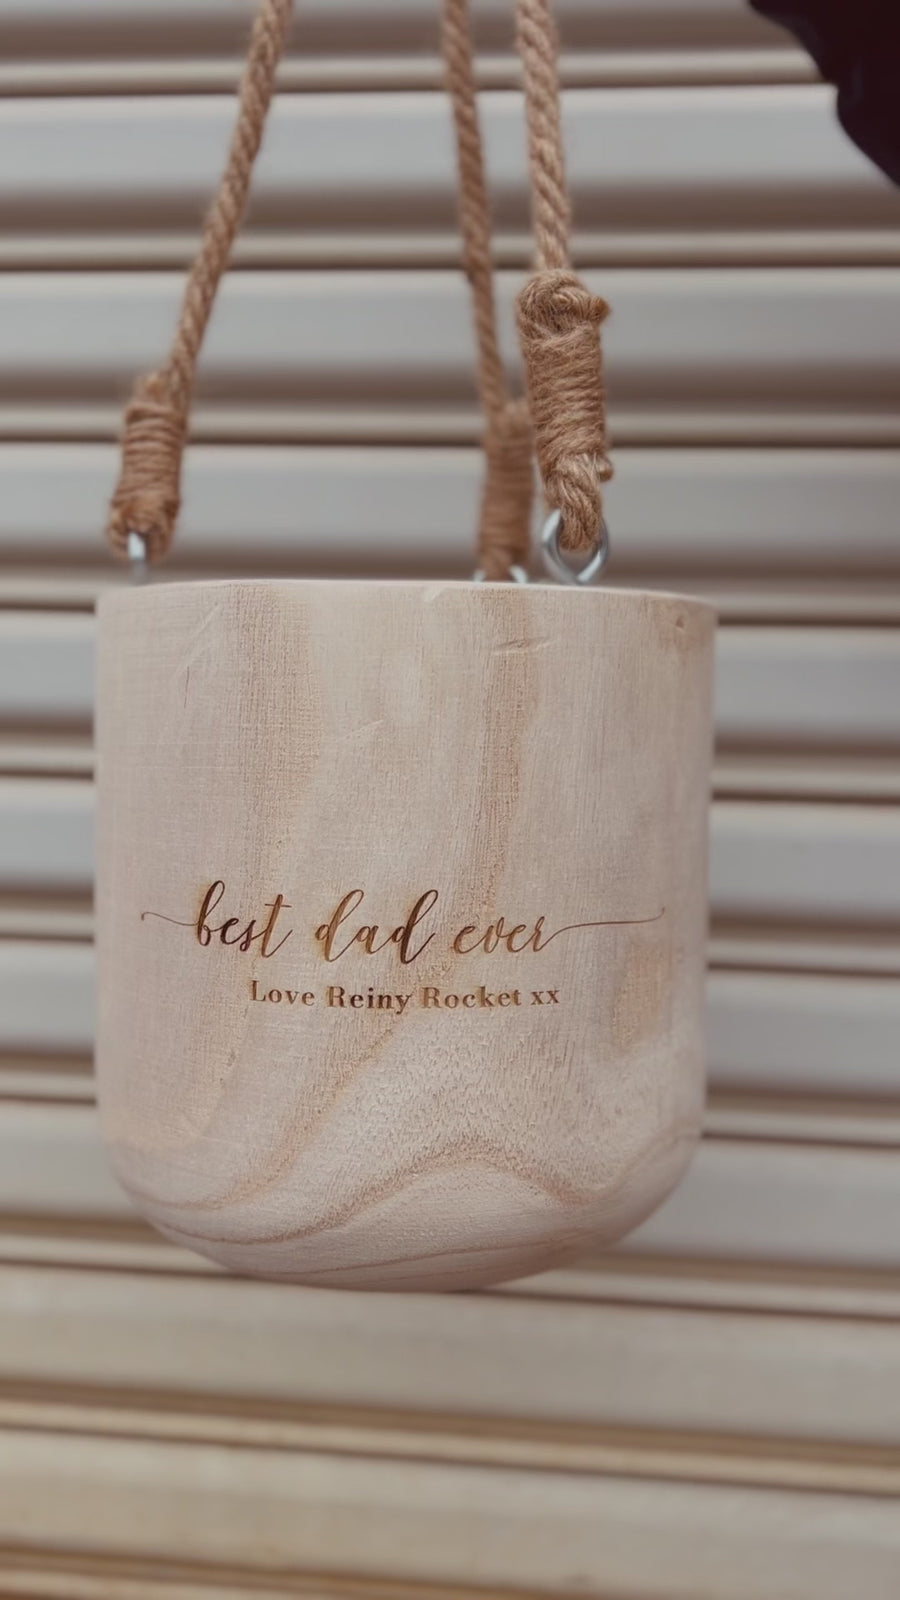 best dad ever
Love Reiny Rocket xx